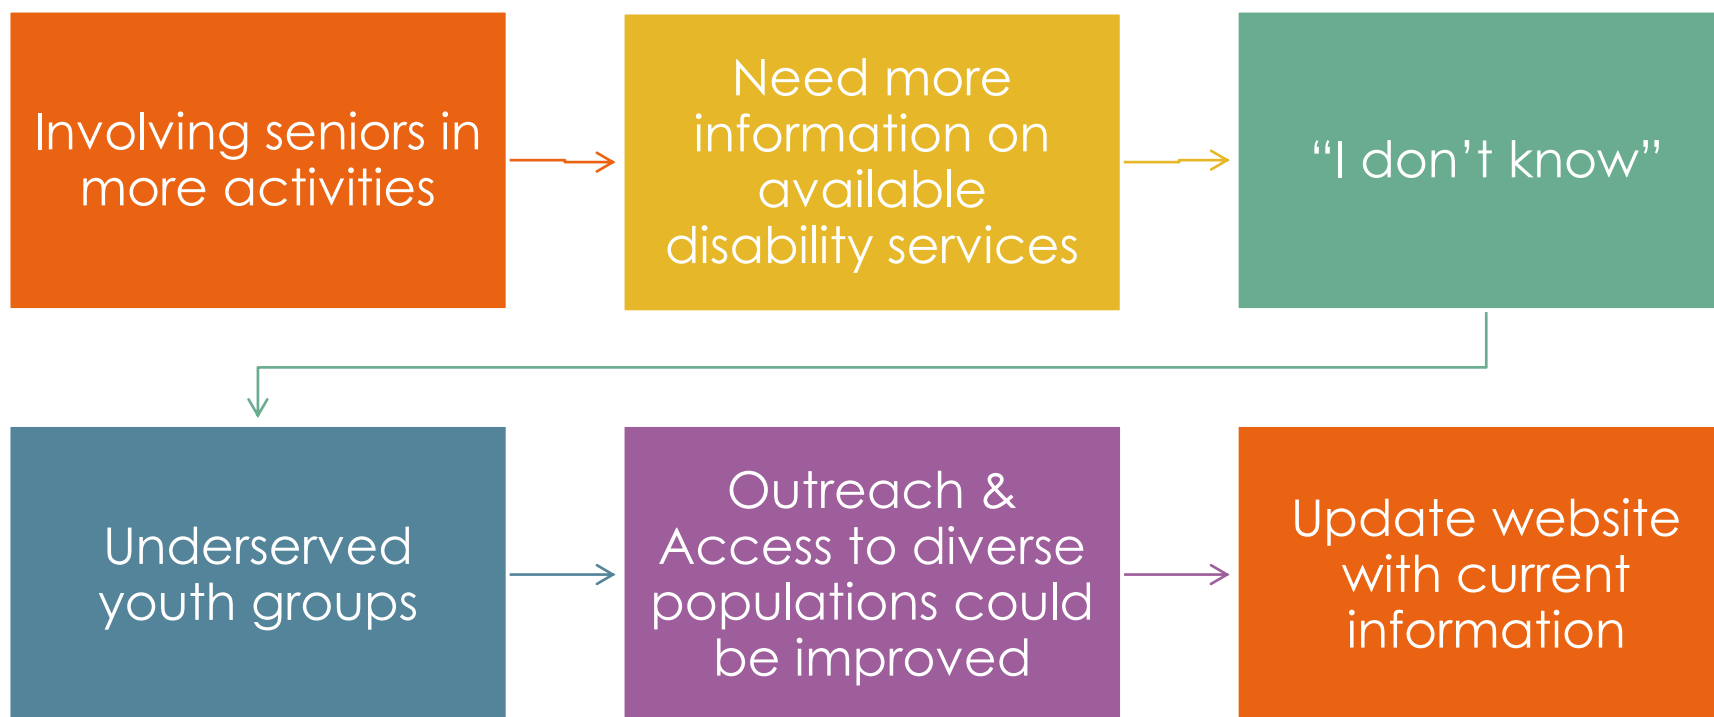 Involving seniors in
more activities
Need more
information on
available
disability services
“I don’t know”
Underserved
youth groups
Outreach &
Access to diverse
populations could
be improved
Update website
with current
information